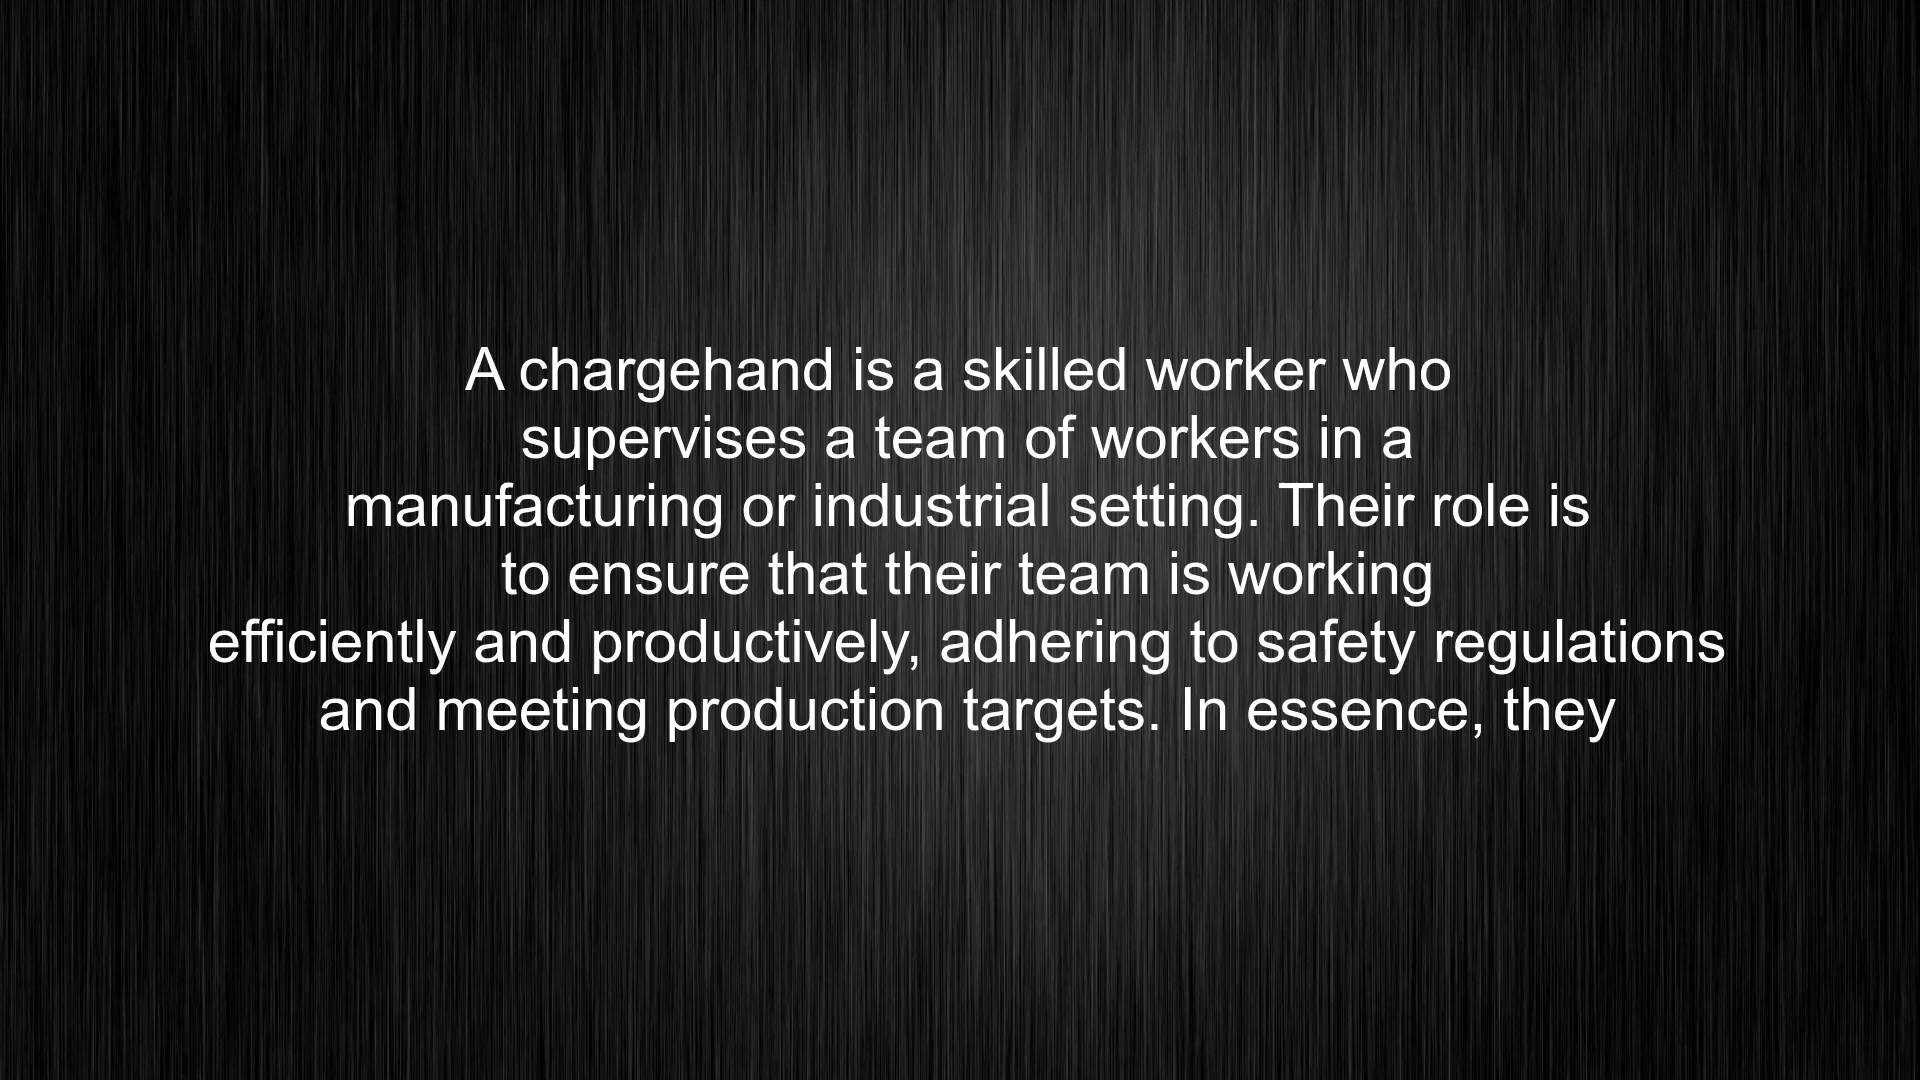 A chargehand is a skilled worker who
supervises a team of workers in a
manufacturing or industrial setting. Their role is
to ensure that their team is working
efficiently and productively, adhering to safety regulations
and meeting production targets. In essence, they